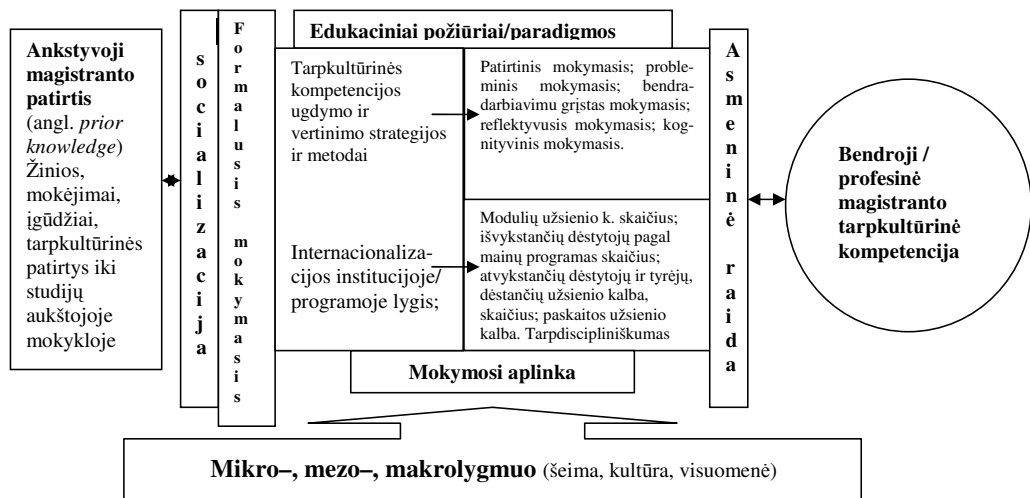 Ankstyvoji
magistranto
patirtis
(angl. prior
knowledge)
Žinios,
mokėjimai,
įgūdžiai,
tarpkultūrinės
patirtys iki
studijų
aukštojoje
mokykloje
socializacija
Formalusis mokymasis
Edukaciniai požiūriai/paradigmos
Tarpkultūrinės
kompetencijos
ugdymo ir
vertinimo strategijos
ir metodai
Patirtinis mokymasis; proble-
minis mokymasis; bendra-
darbiavimu grįstas mokymasis;
reflektyvusis mokymasis; kog-
nityvinis mokymasis.
Internacionaliza-
cijos institucijoje/
programoje lygis;
Modulių užsienio k. skaičius;
išvykstančių dėstytojų pagal
mainų programas skaičius;
atvykstančių dėstytojų ir tyrėjų,
dėstančių užsienio kalba,
skaičius; paskaitos užsienio
kalba. Tarpdiscipliniškumas
Mokymosi aplinka
Asmeninė raida
Bendroji /
profesinė
magistranto
tarpkultūrinė
kompetencija
Mikro–, mezo–, makrolygmuo (šeima, kultūra, visuomenė)